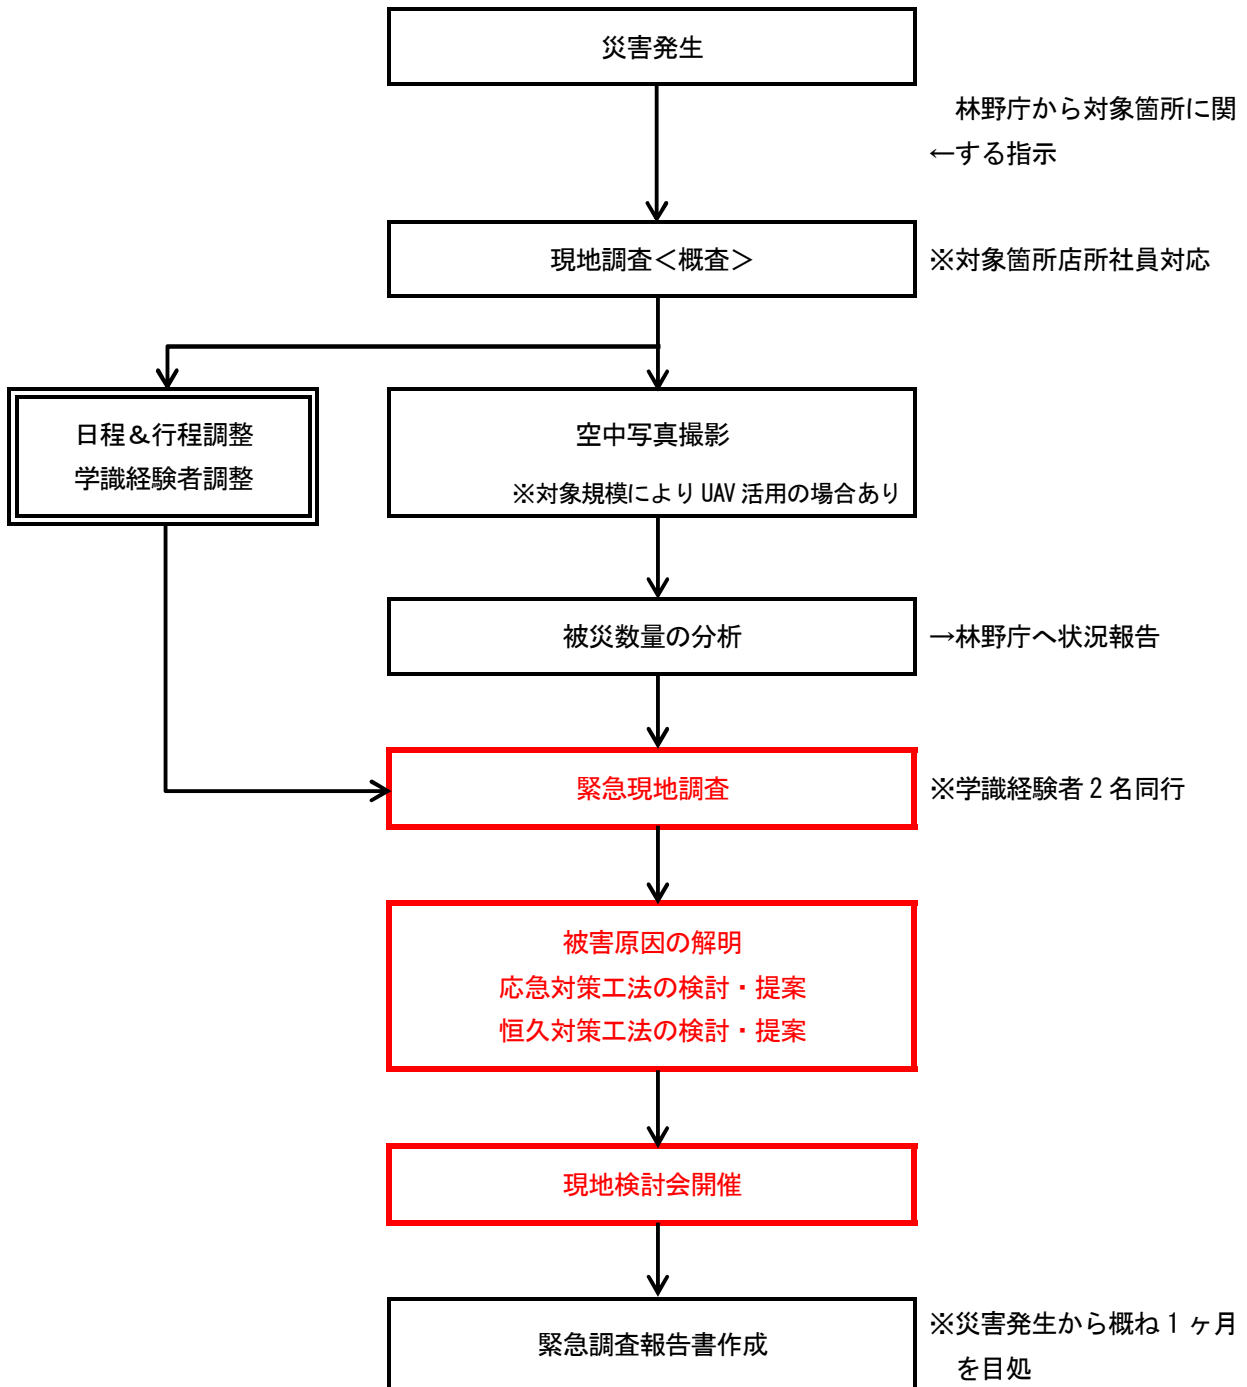 災害発生
林野庁から対象箇所に関
←する指示
現地調査＜概査＞
※対象箇所店所社員対応
日程＆行程調整
学識経験者調整
空中写真撮影
※対象規模により UAV 活用の場合あり
被災数量の分析
→林野庁へ状況報告
緊急現地調査
※学識経験者 2 名同行
被害原因の解明
応急対策工法の検討・提案
恒久対策工法の検討・提案
現地検討会開催
緊急調査報告書作成
※災害発生から概ね 1 ヶ月
を目処